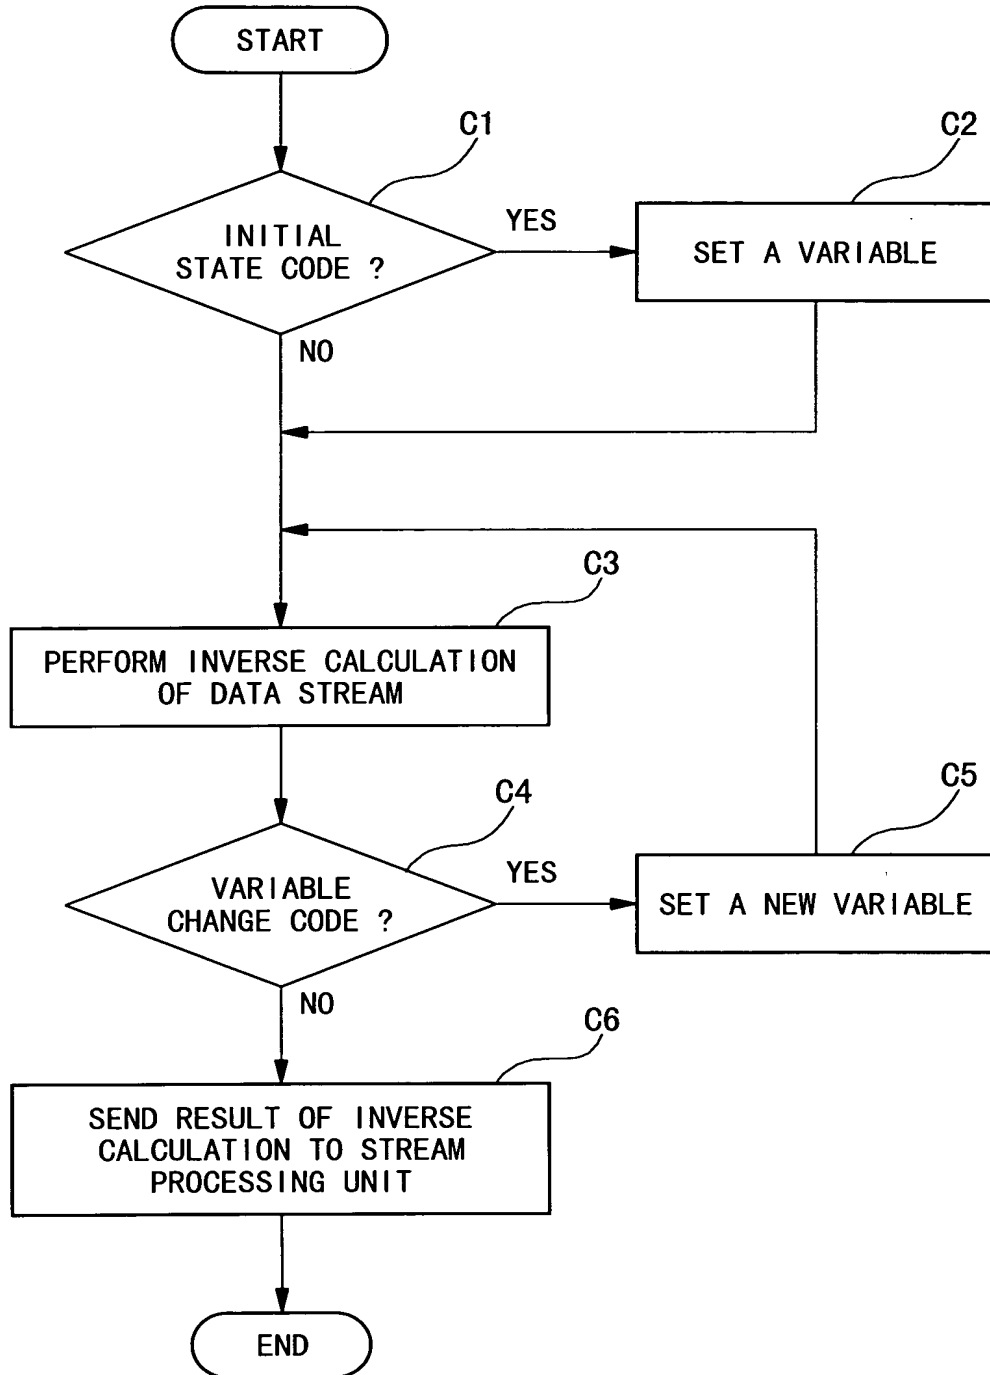 START
C1
C2
INITIAL
STATE CODE ?
YES
SET A VARIABLE
NO
C3
PERFORM INVERSE CALCULATION
OF DATA STREAM
C4
C5
VARIABLE
CHANGE CODE ?
YES
SET A NEW VARIABLE
NO
C6
SEND RESULT OF INVERSE
CALCULATION TO STREAM
PROCESSING UNIT
END